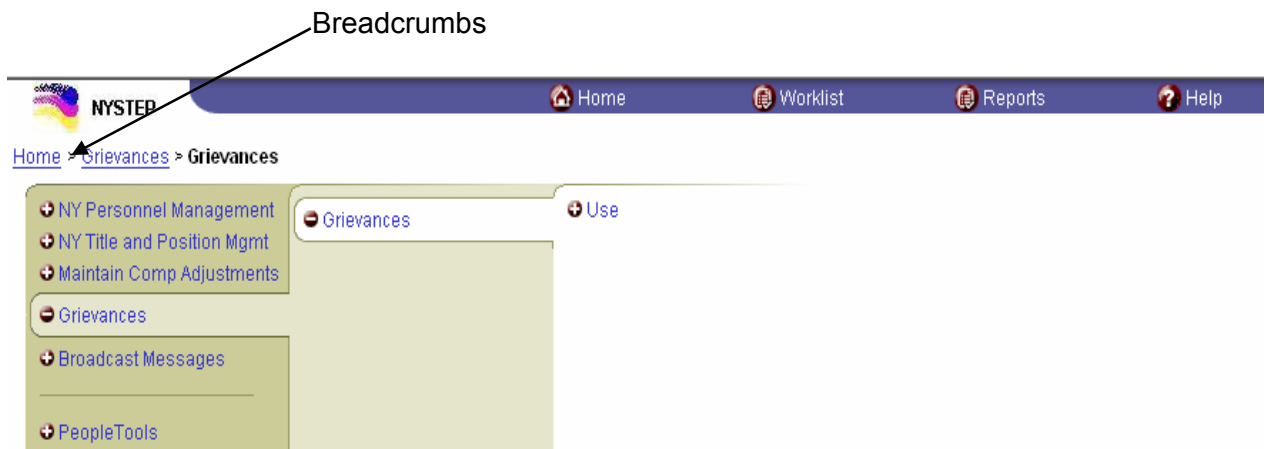 Breadcrumbs
NYSTEP Home Worklist Reports Help
Home > Grievances > Grievances
NY Personnel Management
NY Title and Position Mgmt
Maintain Comp Adjustments
Grievances
Broadcast Messages
PeopleTools
Grievances
Use